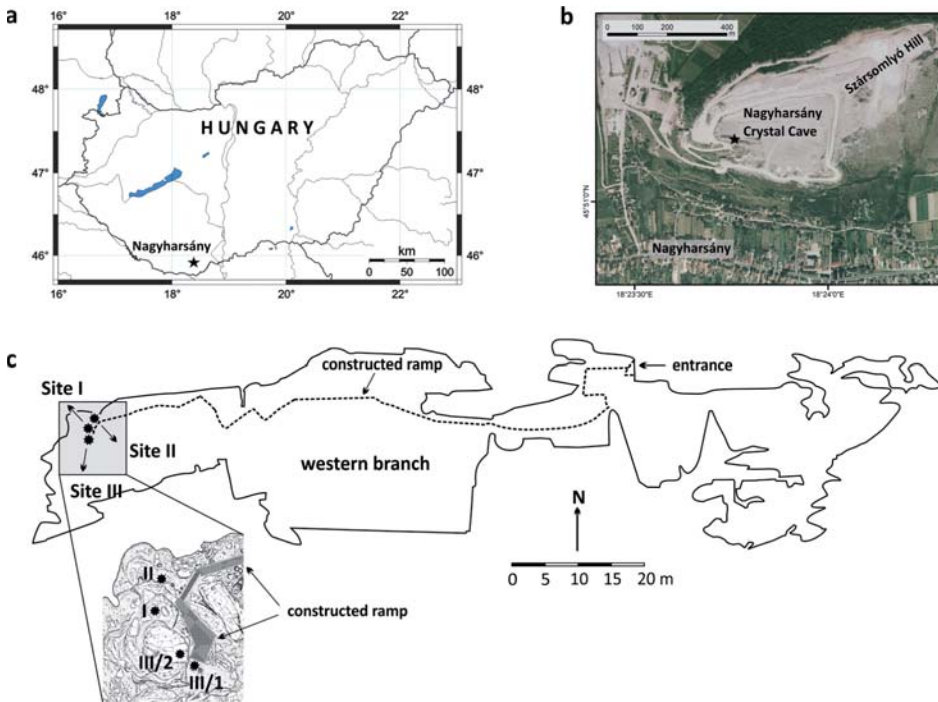 a
16°
18°
20°
22°
48°
48°
HUNGARY
47°
47°
Nagyharsány
km
46°
46°
0 50 100
16°
18°
20°
22°
b
0 100 200 400
m
Szársomlyó Hill
Nagyharsány
Crystal Cave
45°51'0"N
Nagyharsány
18°23'30"E
18°24'0"E
c
constructed ramp
entrance
Site I
Site II
western branch
Site III
N
0 5 10 15 20 m
II
I
constructed ramp
III/2
III/1